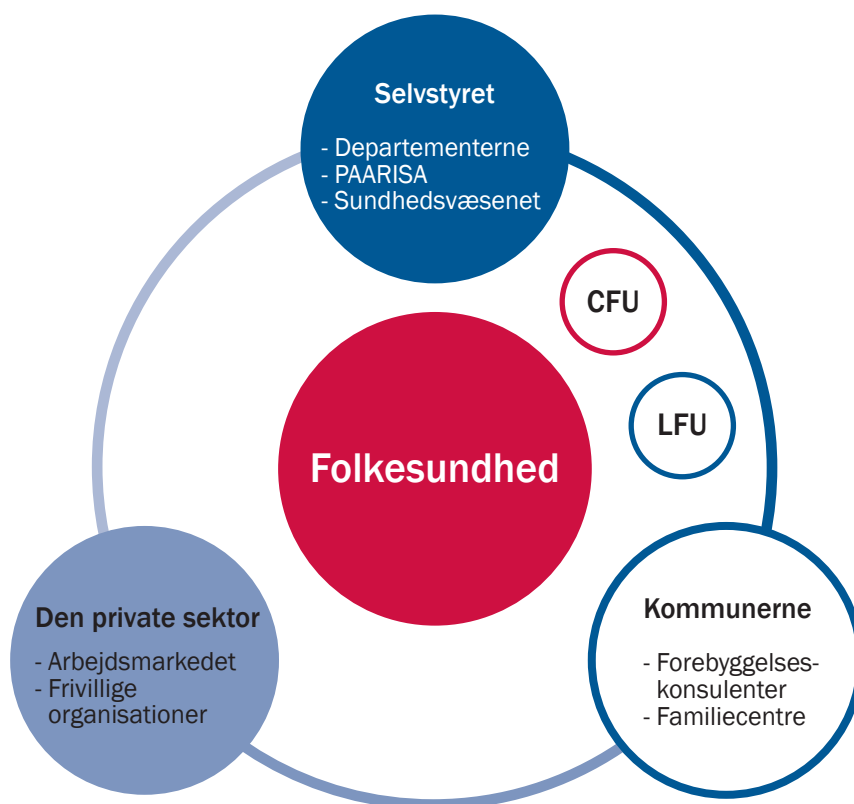 Selvstyret
- Departementerne
- PAARISA
- Sundhedsvæsenet
CFU
LFU
Folkesundhed
Den private sektor
- Arbejdsmarkedet
- Frivillige
organisationer
Kommunerne
- Forebyggelses-
konsulenter
- Familiecentre